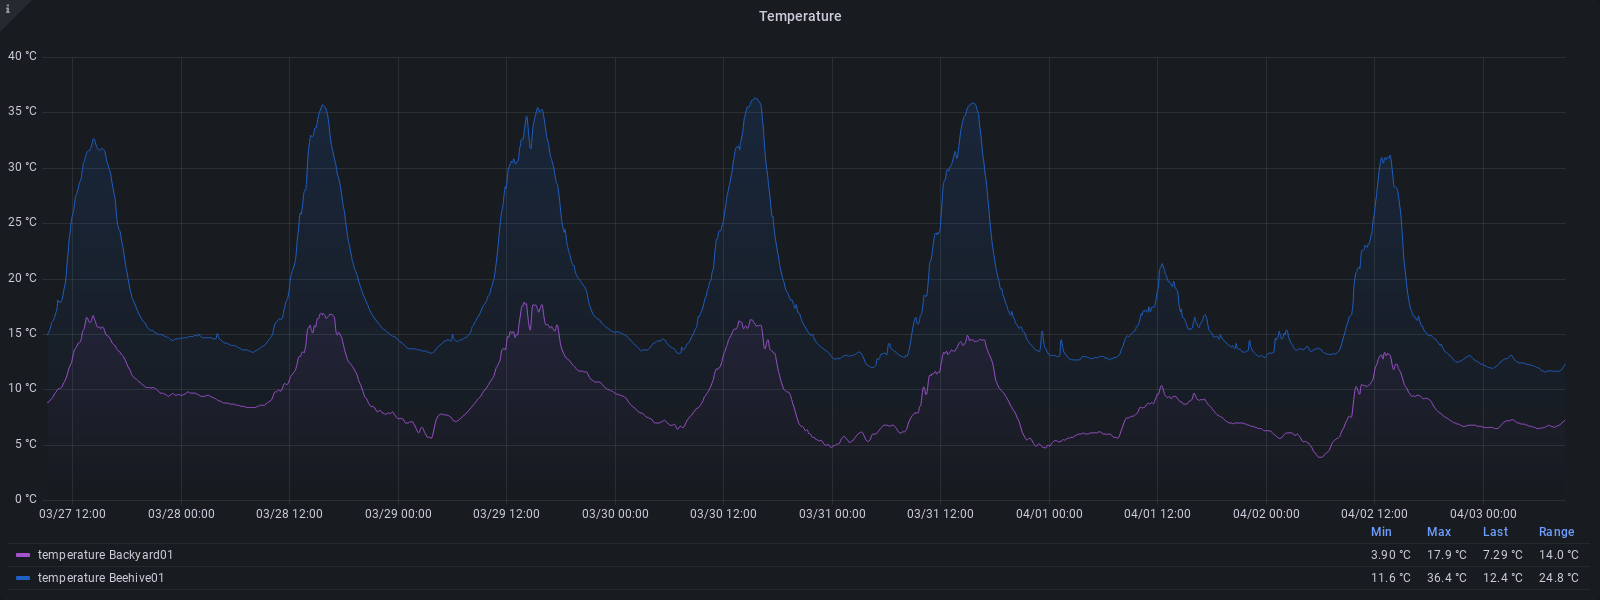 i
Temperature
40 °C
35 °C
30 °C
25 °C
20 °C
15 °C
10 °C
5 °C
0 °C
03/27 12:00 03/28 00:00 03/28 12:00 03/29 00:00 03/29 12:00 03/30 00:00 03/30 12:00 03/31 00:00 03/31 12:00 04/01 00:00 04/01 12:00 04/02 00:00 04/02 12:00 04/03 00:00
Min Max Last Range
temperature Backyard01 3.90 °C 17.9 °C 7.29 °C 14.0 °C
temperature Beehive01 11.6 °C 36.4 °C 12.4 °C 24.8 °C